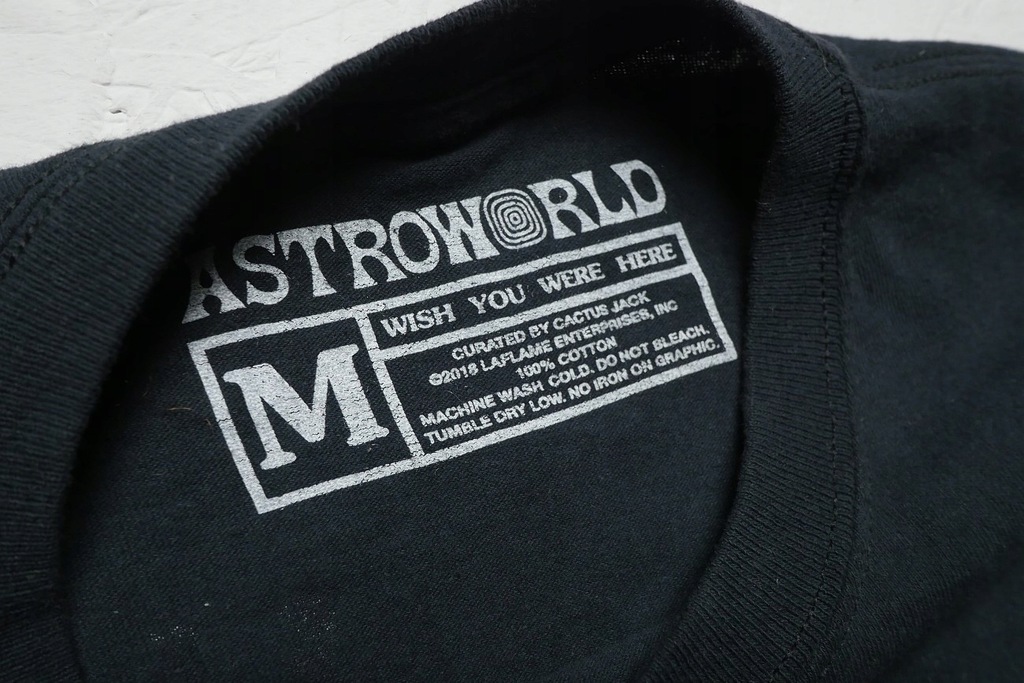 ASTROWORLD
WISH YOU WERE HERE
M
CURATED BY CACTUS JACK
©2018 LAFLAME ENTERPRISES, INC
100% COTTON
MACHINE WASH COLD. DO NOT BLEACH.
TUMBLE DRY LOW. NO IRON ON GRAPHIC.